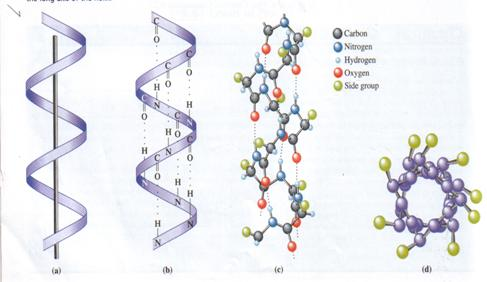 the long axis of the helix.
Carbon
Nitrogen
Hydrogen
Oxygen
Side group
C
O
C
O
C
O
H
N
C
O
H
N
C
O
H
N
H
N
C
O
H
N
H
N
H
N
(a)
(b)
(c)
(d)